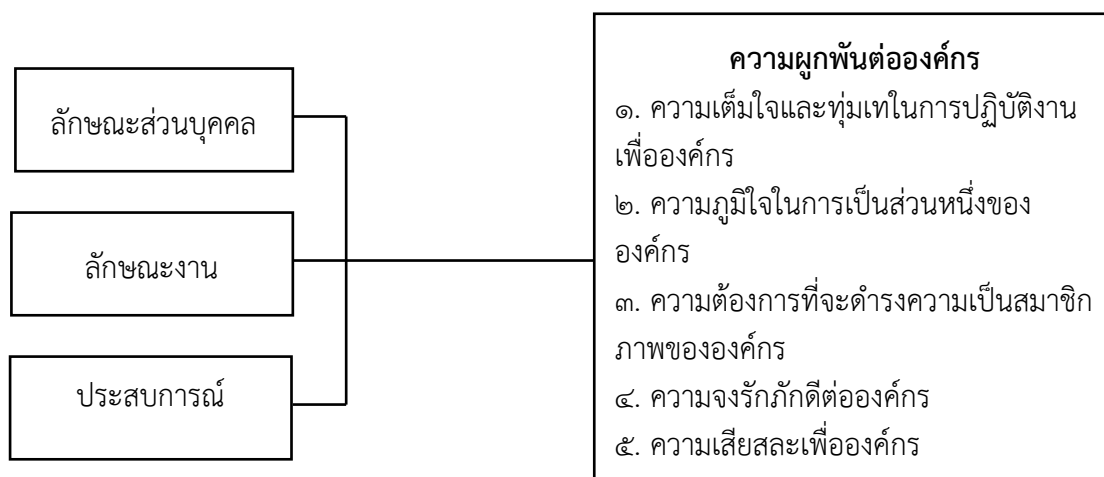 ลักษณะส่วนบุคคล
ลักษณะงาน
ประสบการณ์
ความผูกพันต่อองค์กร
๑. ความเต็มใจและทุ่มเทในการปฏิบัติงาน
เพื่อองค์กร
๒. ความภูมิใจในการเป็นส่วนหนึ่งของ
องค์กร
๓. ความต้องการที่จะดำรงความเป็นสมาชิก
ภาพขององค์กร
๔. ความจงรักภักดีต่อองค์กร
๕. ความเสียสละเพื่อองค์กร